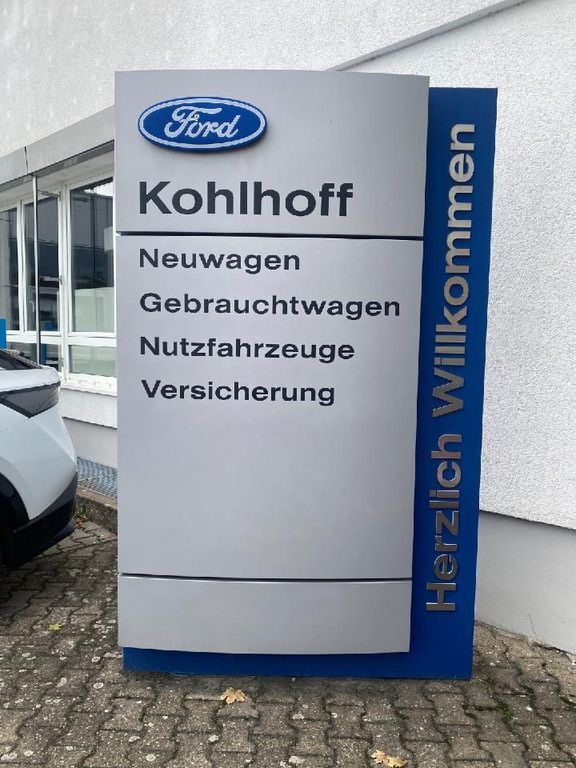 Ford
Kohlhoff
Neuwagen
Gebrauchtwagen
Nutzfahrzeuge
Versicherung
Herzlich Willkommen